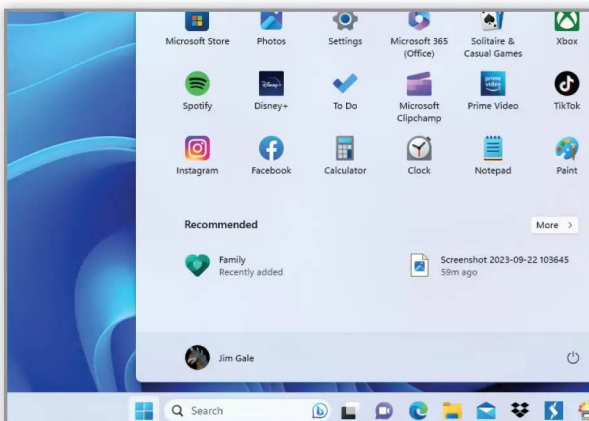 Microsoft Store Photos Settings Microsoft 365 (Office) Solitaire & Casual Games Xbox
Spotify Disney+ To Do Microsoft Clipchamp Prime Video TikTok
Instagram Facebook Calculator Clock Notepad Paint
Recommended More
Family
Recently added
Screenshot 2023-09-22 103645
59m ago
Jim Gale
Search